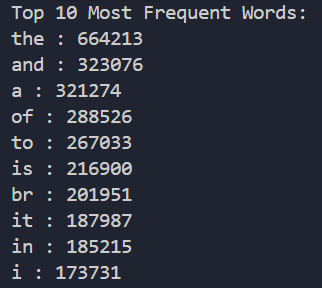 Top 10 Most Frequent Words:
the : 664213
and : 323076
a : 321274
of : 288526
to : 267033
is : 216900
br : 201951
it : 187987
in : 185215
i : 173731